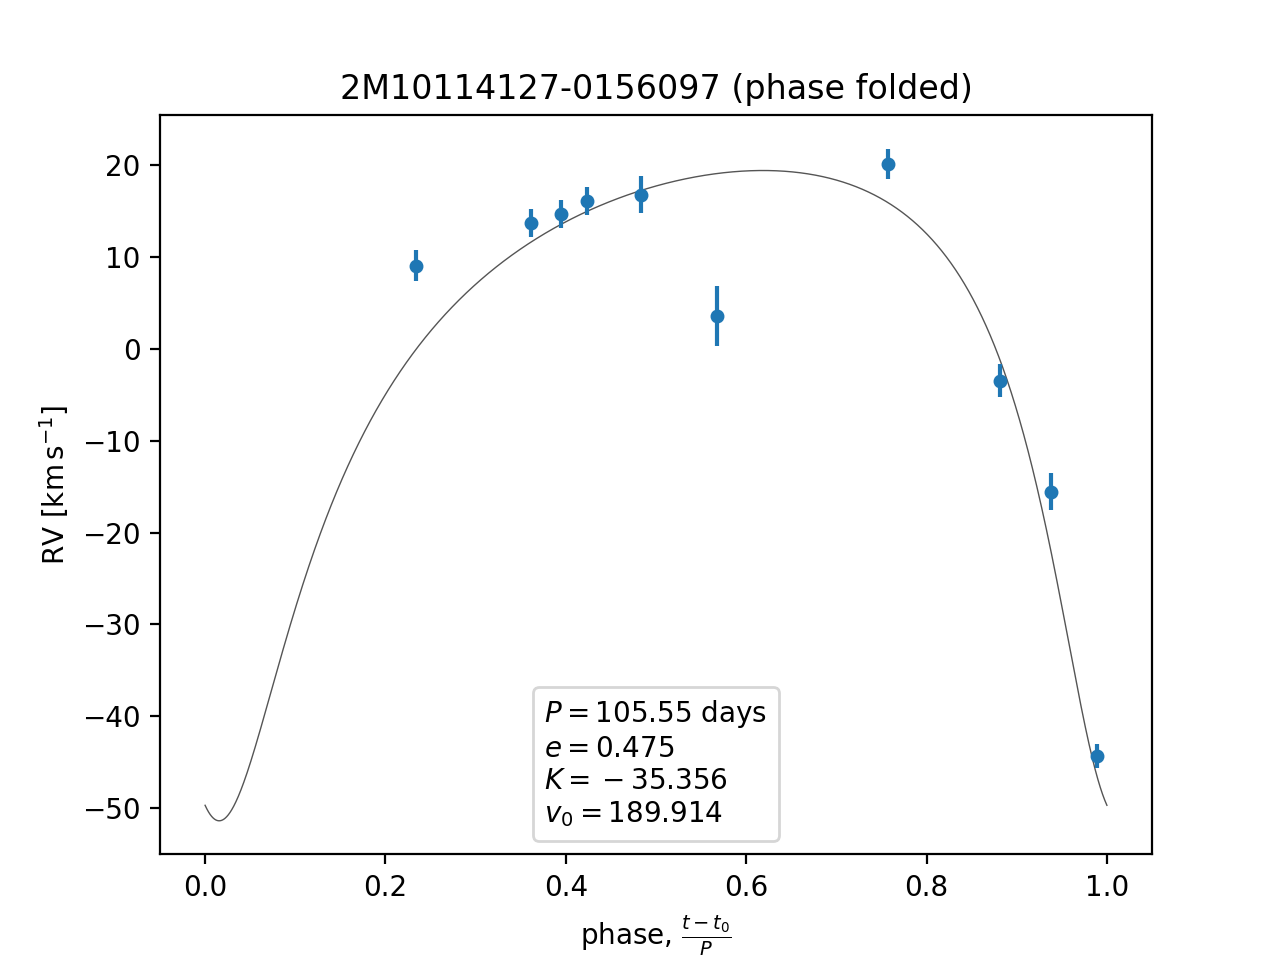 2M10114127-0156097 (phase folded)
20
10
0
−10
−20
−30
−40
−50
RV [km s⁻¹]
P = 105.55 days
e = 0.475
K = −35.356
v₀ = 189.914
0.0 0.2 0.4 0.6 0.8 1.0
phase, (t − t₀)/P